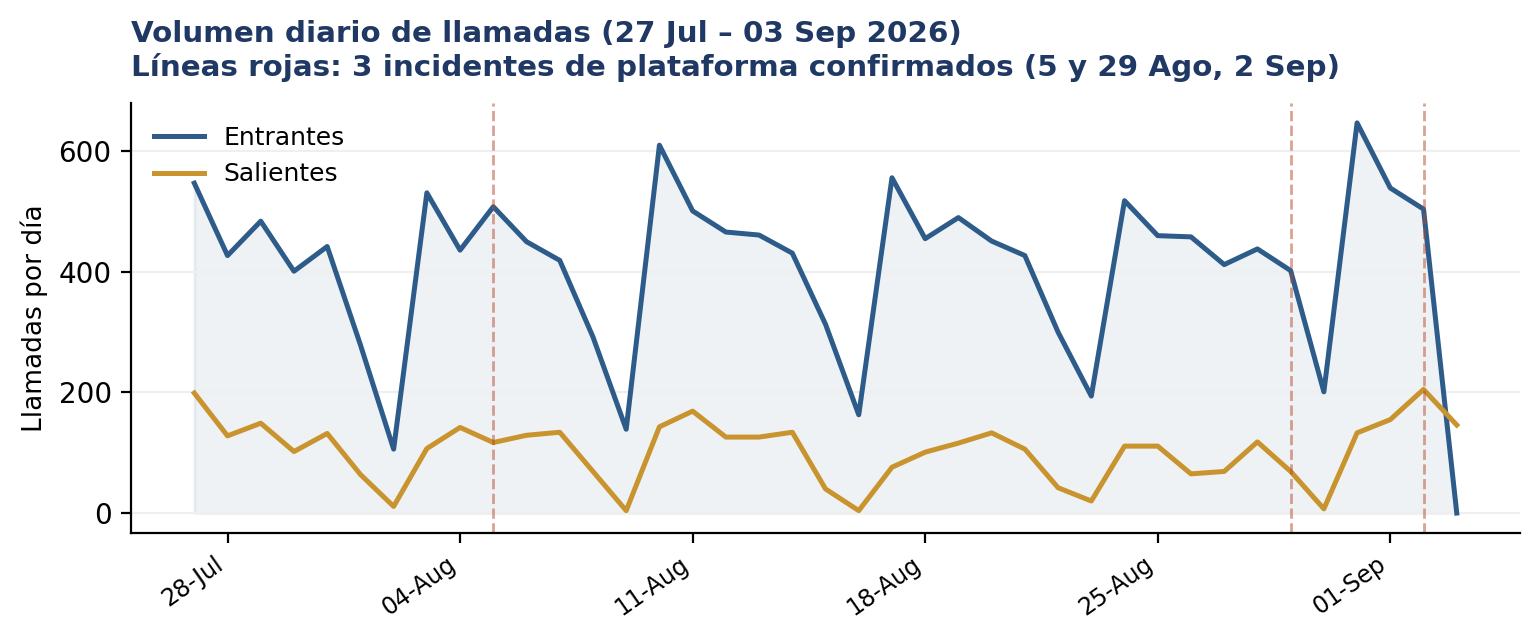 Volumen diario de llamadas (27 Jul – 03 Sep 2026)
Líneas rojas: 3 incidentes de plataforma confirmados (5 y 29 Ago, 2 Sep)
Entrantes
Salientes
Llamadas por día
600
400
200
0
28-Jul
04-Aug
11-Aug
18-Aug
25-Aug
01-Sep